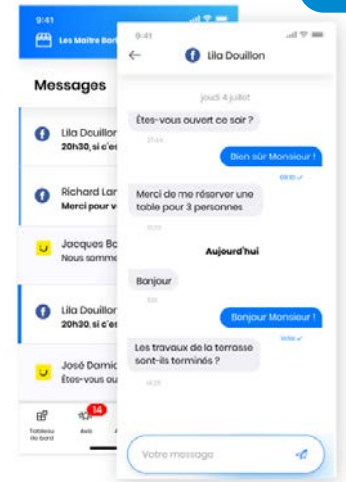 9:41
Les Maître
Messages
Lila Douillon
20h30, si c'es
Richard Lar
Merci pour v
Jacques Bo
Nous somme
Lila Douillon
20h30, si c'es
José Damic
Êtes-vous ou
14
Tableau
de bord
Avis
9:41
Lila Douillon
jeudi 4 juillet
Êtes-vous ouvert ce soir ?
Bien sûr Monsieur !
Merci de me réserver une
table pour 3 personnes
Aujourd'hui
Bonjour
Bonjour Monsieur !
Les travaux de la terrasse
sont-ils terminés ?
Votre message